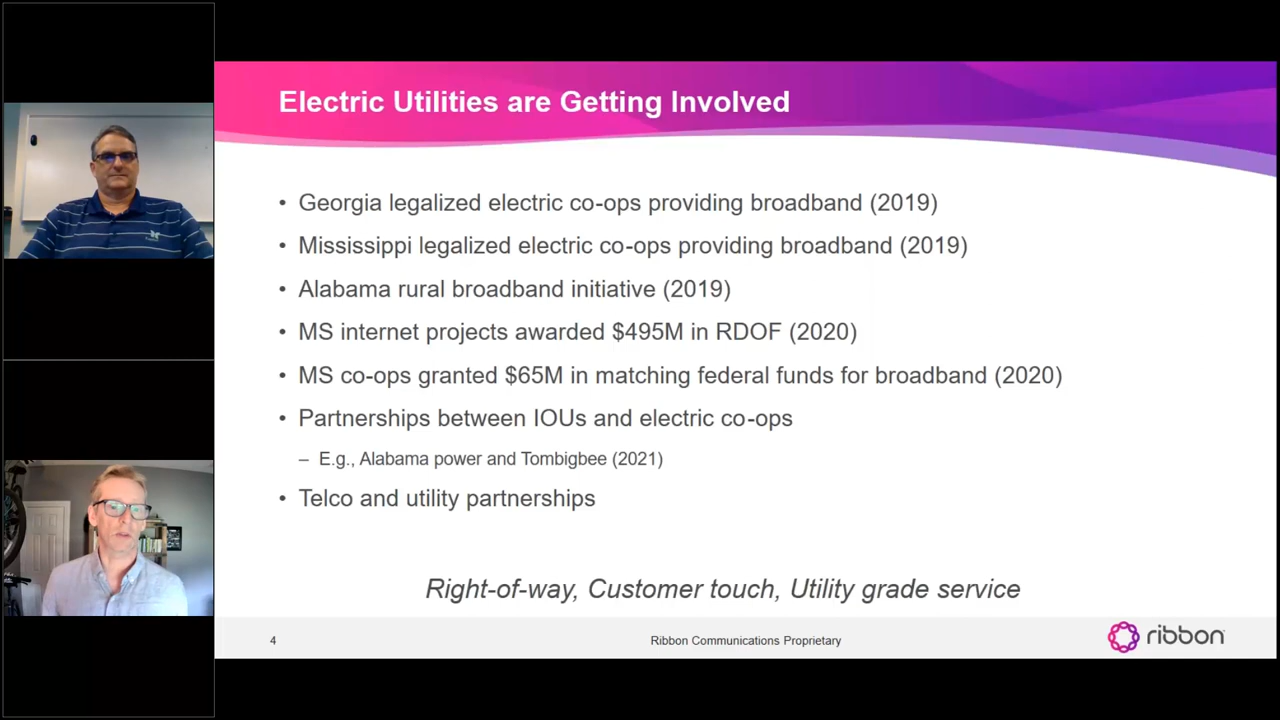 Electric Utilities are Getting Involved
• Georgia legalized electric co-ops providing broadband (2019)
• Mississippi legalized electric co-ops providing broadband (2019)
• Alabama rural broadband initiative (2019)
• MS internet projects awarded $495M in RDOF (2020)
• MS co-ops granted $65M in matching federal funds for broadband (2020)
• Partnerships between IOUs and electric co-ops
– E.g., Alabama power and Tombigbee (2021)
• Telco and utility partnerships
Right-of-way, Customer touch, Utility grade service
4
Ribbon Communications Proprietary
ribbon